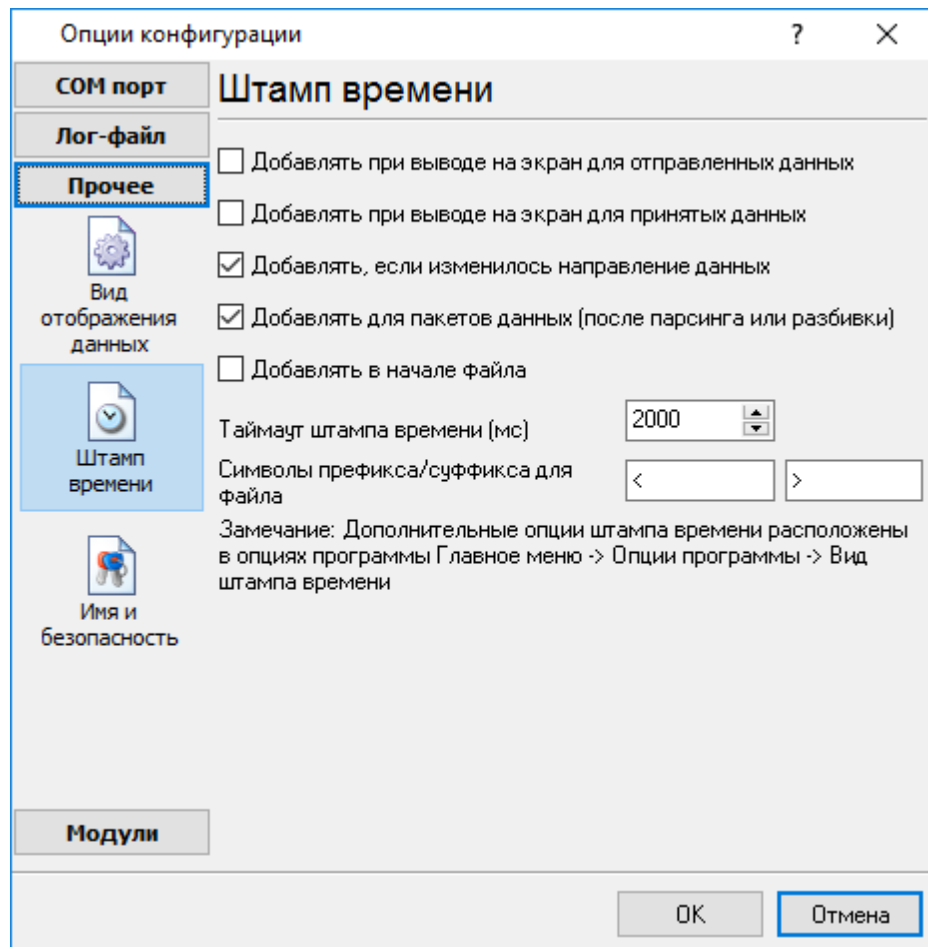 Опции конфигурации
?
COM порт
Лог-файл
Прочее
Вид
отображения
данных
Штамп
времени
Имя и
безопасность
Модули
Штамп времени
Добавлять при выводе на экран для отправленных данных
Добавлять при выводе на экран для принятых данных
Добавлять, если изменилось направление данных
Добавлять для пакетов данных (после парсинга или разбивки)
Добавлять в начале файла
Таймаут штампа времени (мс)
2000
Символы префикса/суффикса для
файла
<
>
Замечание: Дополнительные опции штампа времени расположены
в опциях программы Главное меню -> Опции программы -> Вид
штампа времени
OK
Отмена